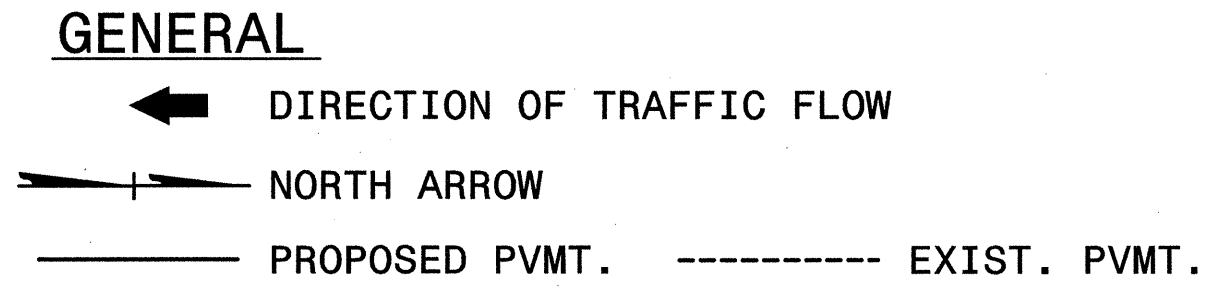 GENERAL
DIRECTION OF TRAFFIC FLOW
NORTH ARROW
PROPOSED PVMT. EXIST. PVMT.